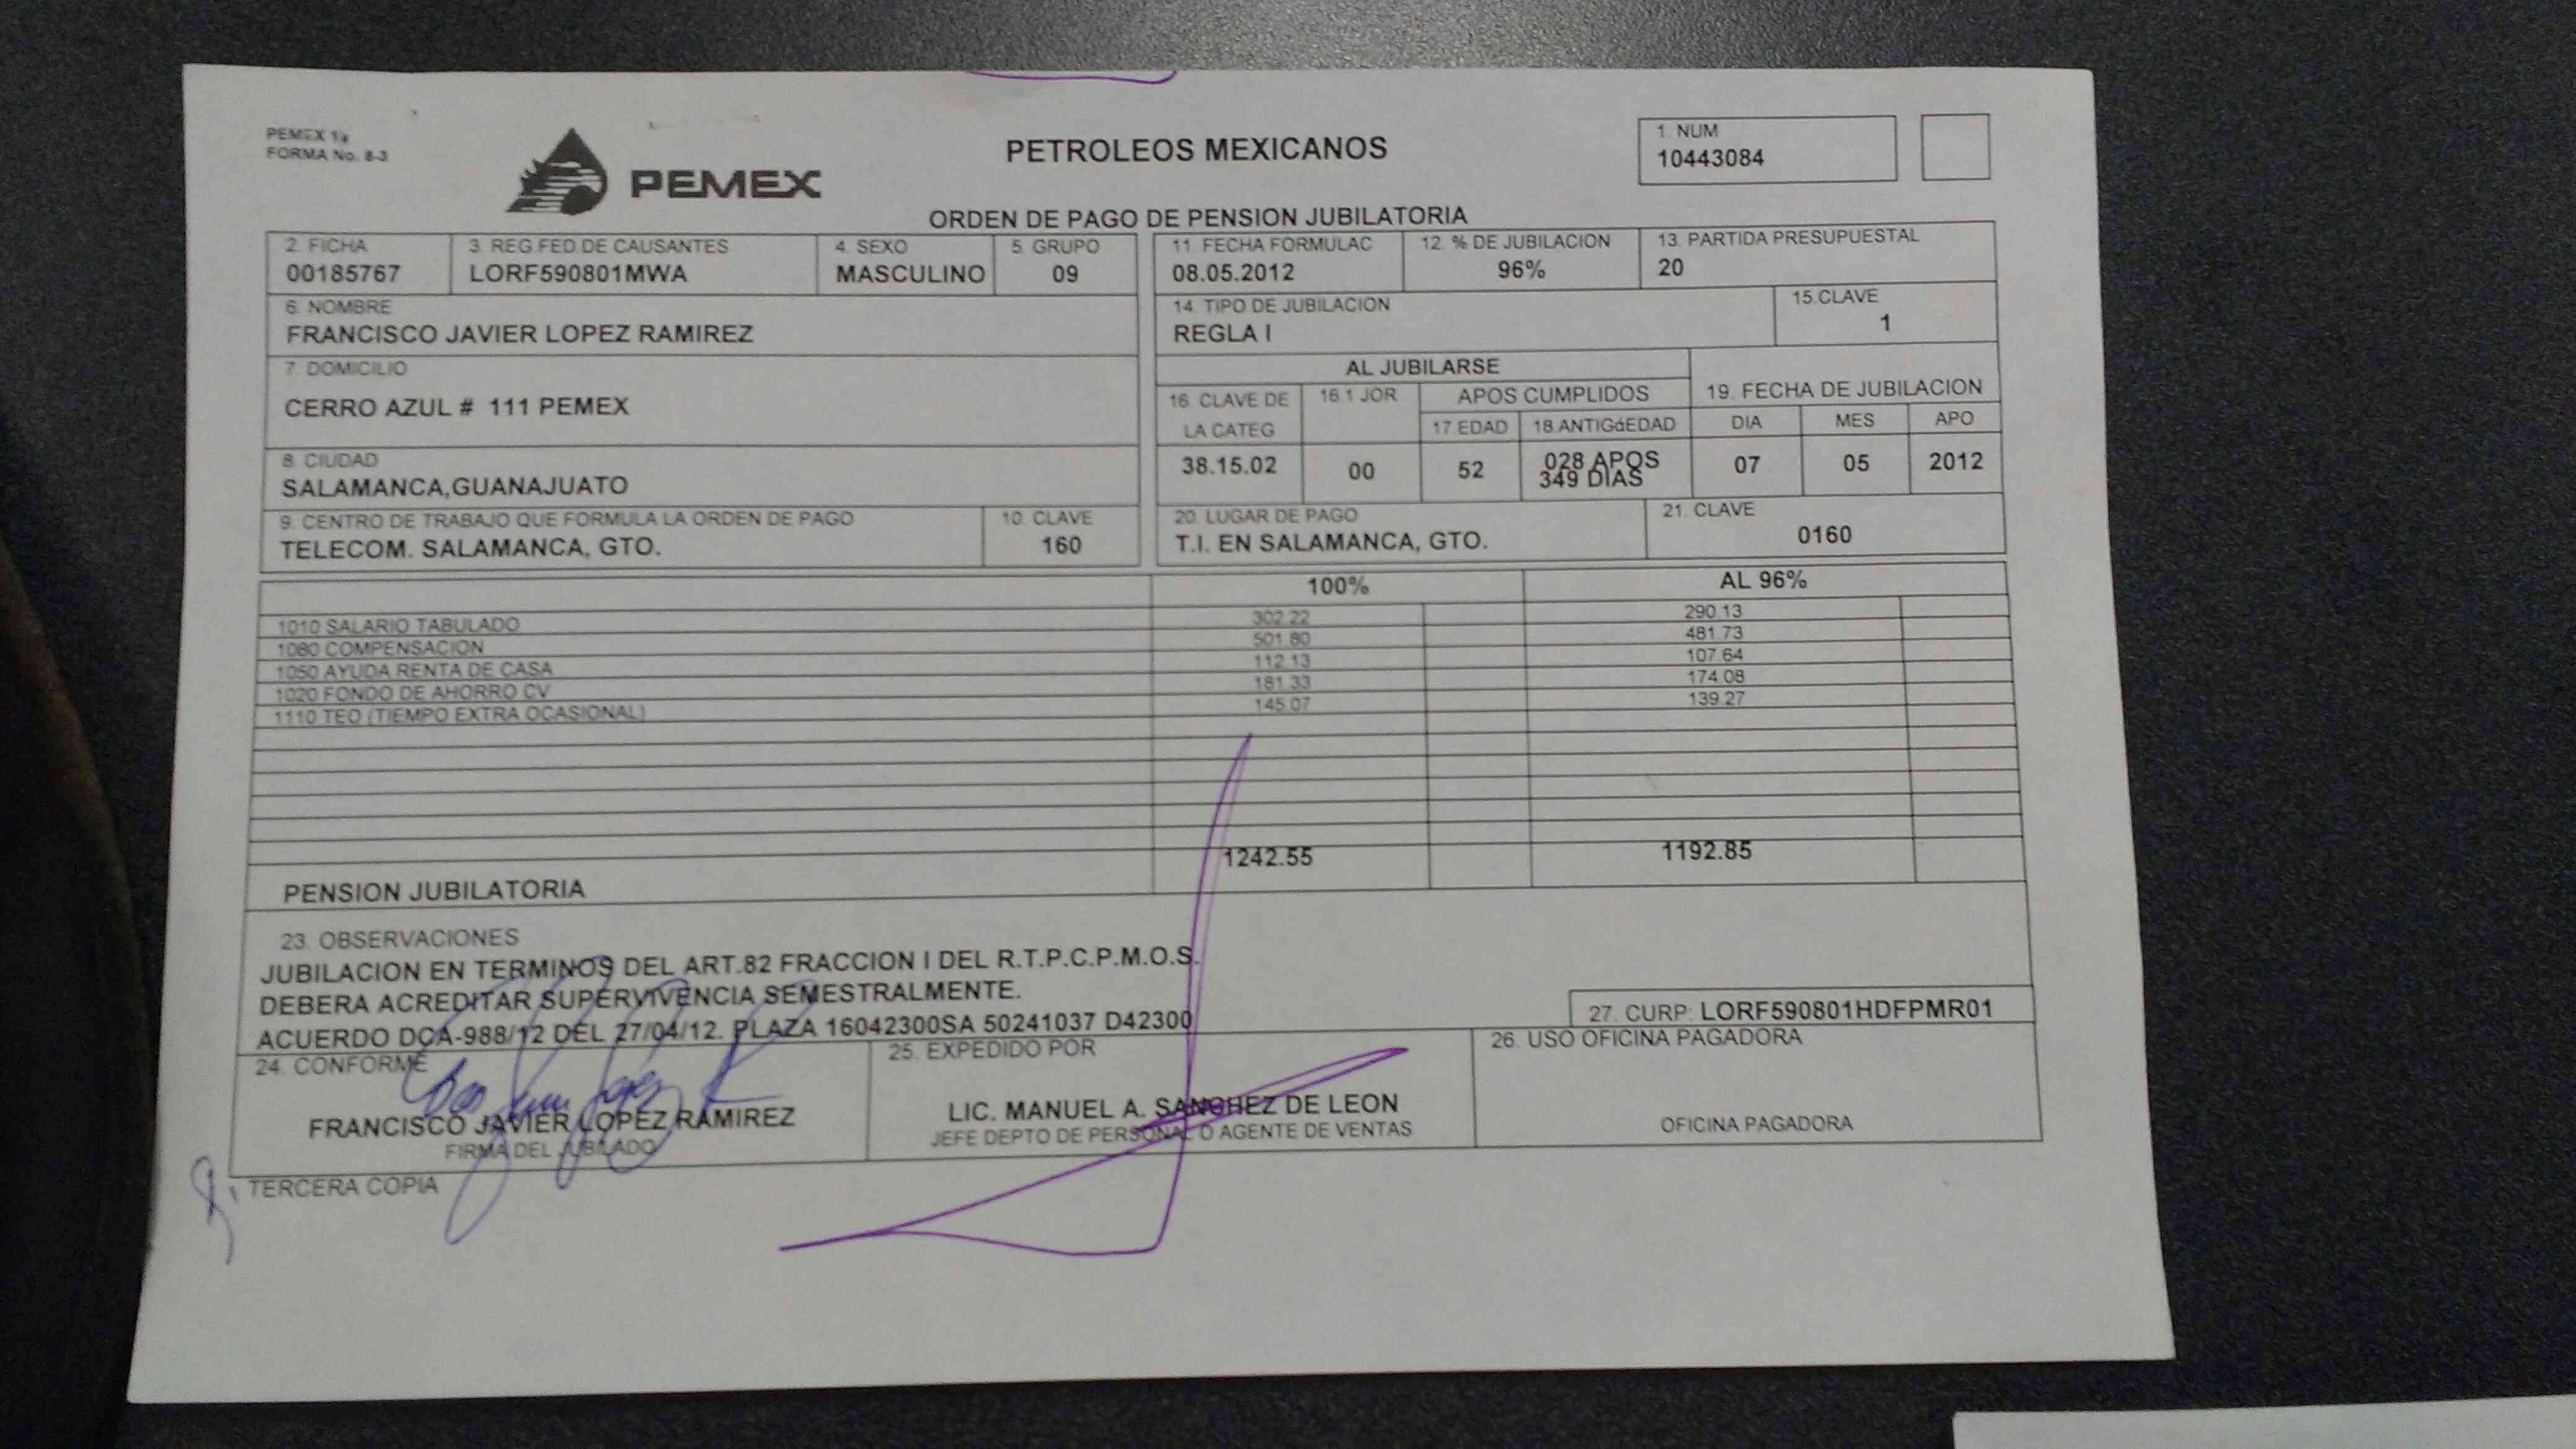 PEMEX 1a
FORMA No. 8-3
PEMEX
PETROLEOS MEXICANOS
1. NUM
10443084
ORDEN DE PAGO DE PENSION JUBILATORIA
2. FICHA
00185767
3. REG FED DE CAUSANTES
LORF590801MWA
4. SEXO
MASCULINO
5. GRUPO
09
6. NOMBRE
FRANCISCO JAVIER LOPEZ RAMIREZ
7. DOMICILIO
CERRO AZUL # 111 PEMEX
8. CIUDAD
SALAMANCA,GUANAJUATO
9. CENTRO DE TRABAJO QUE FORMULA LA ORDEN DE PAGO
TELECOM. SALAMANCA, GTO.
10. CLAVE
160
11. FECHA FORMULAC
08.05.2012
12. % DE JUBILACION
96%
13. PARTIDA PRESUPUESTAL
20
14. TIPO DE JUBILACION
REGLA I
15.CLAVE
1
AL JUBILARSE
16. CLAVE DE
LA CATEG
38.15.02
16.1 JOR
00
APOS CUMPLIDOS
17.EDAD
52
18.ANTIGáEDAD
028 APOS
349 DIAS
19. FECHA DE JUBILACION
DIA MES APO
07 05 2012
20. LUGAR DE PAGO
T.I. EN SALAMANCA, GTO.
21. CLAVE
0160
100% AL 96%
1010 SALARIO TABULADO 302.22 290.13
1080 COMPENSACION 501.80 481.73
1050 AYUDA RENTA DE CASA 112.13 107.64
1020 FONDO DE AHORRO CV 181.33 174.08
1110 TEO (TIEMPO EXTRA OCASIONAL) 145.07 139.27
PENSION JUBILATORIA 1242.55 1192.85
23. OBSERVACIONES
JUBILACION EN TERMINOS DEL ART.82 FRACCION I DEL R.T.P.C.P.M.O.S.
DEBERA ACREDITAR SUPERVIVENCIA SEMESTRALMENTE.
ACUERDO DCA-988/12 DEL 27/04/12. PLAZA 16042300SA 50241037 D42300
27. CURP: LORF590801HDFPMR01
24. CONFORME
FRANCISCO JAVIER LOPEZ RAMIREZ
FIRMA DEL JUBILADO
25. EXPEDIDO POR
LIC. MANUEL A. SANCHEZ DE LEON
JEFE DEPTO DE PERSONAL O AGENTE DE VENTAS
26. USO OFICINA PAGADORA
OFICINA PAGADORA
TERCERA COPIA